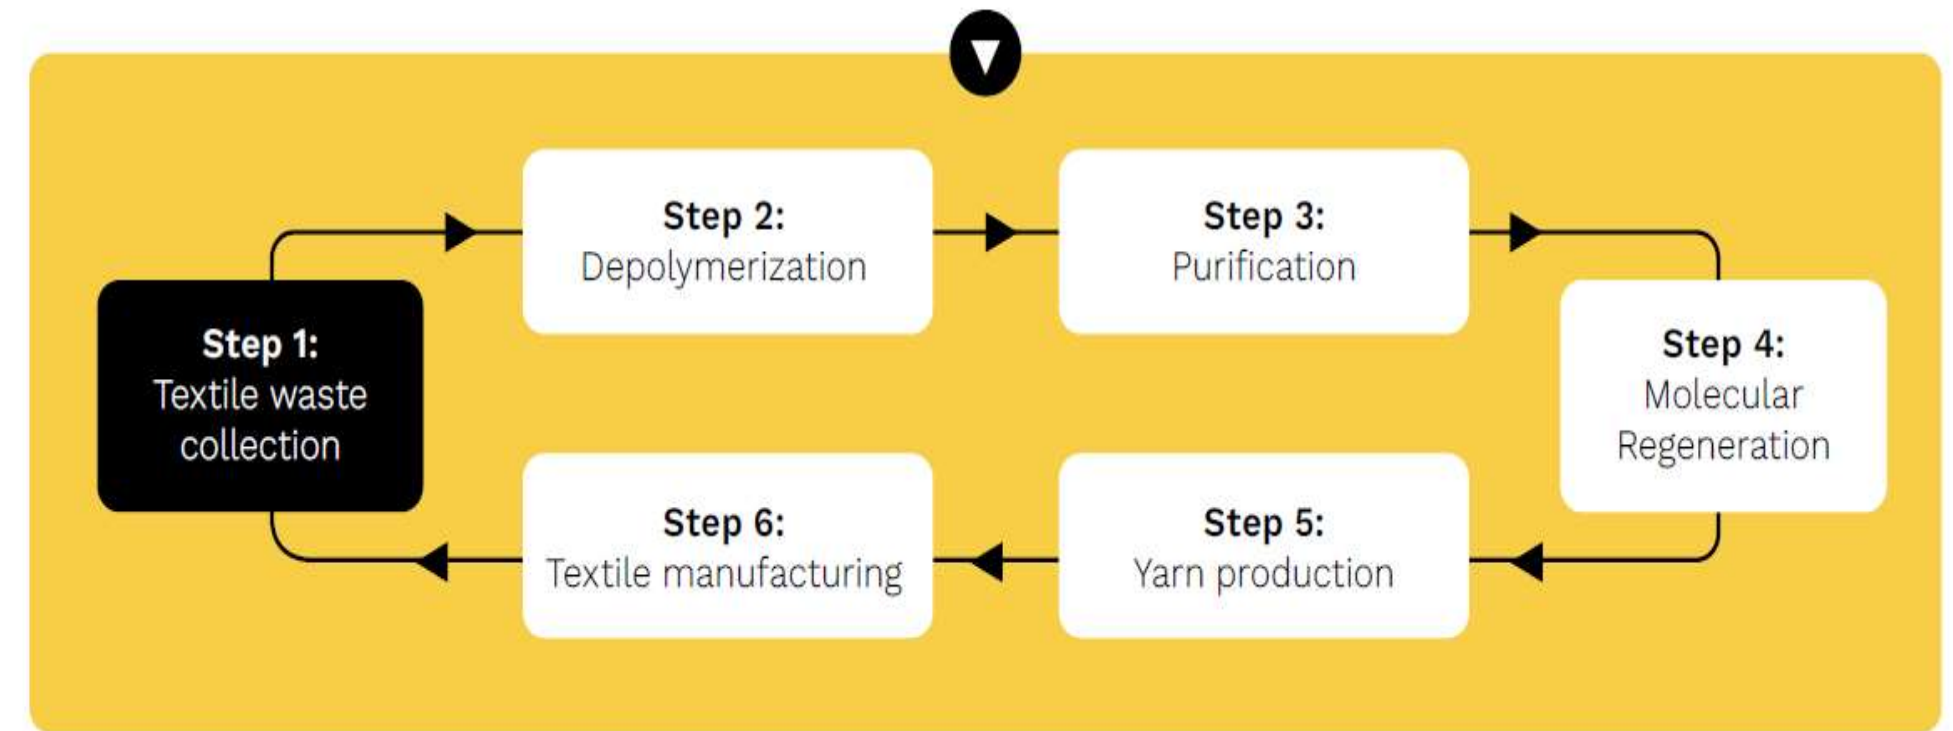 Step 1:
Textile waste
collection
Step 2:
Depolymerization
Step 3:
Purification
Step 4:
Molecular
Regeneration
Step 5:
Yarn production
Step 6:
Textile manufacturing